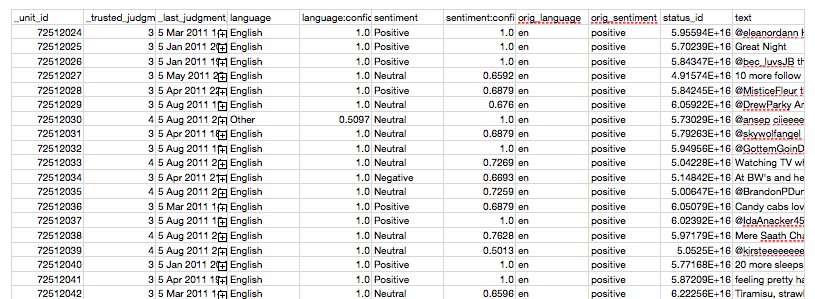 _unit_id _trusted_judgm _last_judgment language language:confi sentiment sentiment:confi orig_language orig_sentiment status_id text
72512024 3 5 Mar 2011 1 English 1.0 Positive 1.0 en positive 5.95594E+16 @eleanordann
72512025 3 5 Jan 2011 1 English 1.0 Positive 1.0 en positive 5.70239E+16 Great Night
72512026 3 5 Jan 2011 19 English 1.0 Positive 1.0 en positive 5.84347E+16 @bec_luvsJB th
72512027 3 5 May 2011 2 English 1.0 Neutral 0.6592 en positive 4.91574E+16 10 more follow
72512028 3 5 Apr 2011 22 English 1.0 Positive 0.6879 en positive 5.84245E+16 @MisticeFleur t
72512029 3 5 Aug 2011 1 English 1.0 Neutral 0.676 en positive 6.05922E+16 @DrewParky An
72512030 4 5 Aug 2011 2 Other 0.5097 Neutral 1.0 en positive 5.73029E+16 @ansep ciieeee
72512031 3 5 Apr 2011 18 English 1.0 Neutral 0.6879 en positive 5.79263E+16 @skywolfangel
72512032 3 5 Aug 2011 1 English 1.0 Neutral 1.0 en positive 5.94956E+16 @GottemGoinD
72512033 4 5 Aug 2011 2 English 1.0 Neutral 0.7269 en positive 5.04228E+16 Watching TV wh
72512034 3 5 Apr 2011 21 English 1.0 Negative 0.6693 en positive 5.14842E+16 At BW's and he
72512035 4 5 Aug 2011 2 English 1.0 Neutral 0.7259 en positive 5.00647E+16 @BrandonPDun
72512036 3 5 Mar 2011 1 English 1.0 Positive 0.6879 en positive 6.05079E+16 Candy cabs lov
72512037 3 5 Aug 2011 1 English 1.0 Positive 1.0 en positive 6.02392E+16 @IdaAnacker45
72512038 4 5 Aug 2011 2 English 1.0 Neutral 0.7628 en positive 5.97179E+16 Mere Saath Cha
72512039 4 5 Aug 2011 2 English 1.0 Neutral 0.5013 en positive 5.0525E+16 @kirsteeeeeeee
72512040 3 5 Jan 2011 20 English 1.0 Positive 1.0 en positive 5.77168E+16 20 more sleeps
72512041 3 5 Apr 2011 19 English 1.0 Positive 1.0 en positive 5.87209E+16 feeling pretty ha
72512042 3 5 Mar 2011 1 English 1.0 Neutral 0.6596 en positive 6.22256E+16 Tiramisu, straw